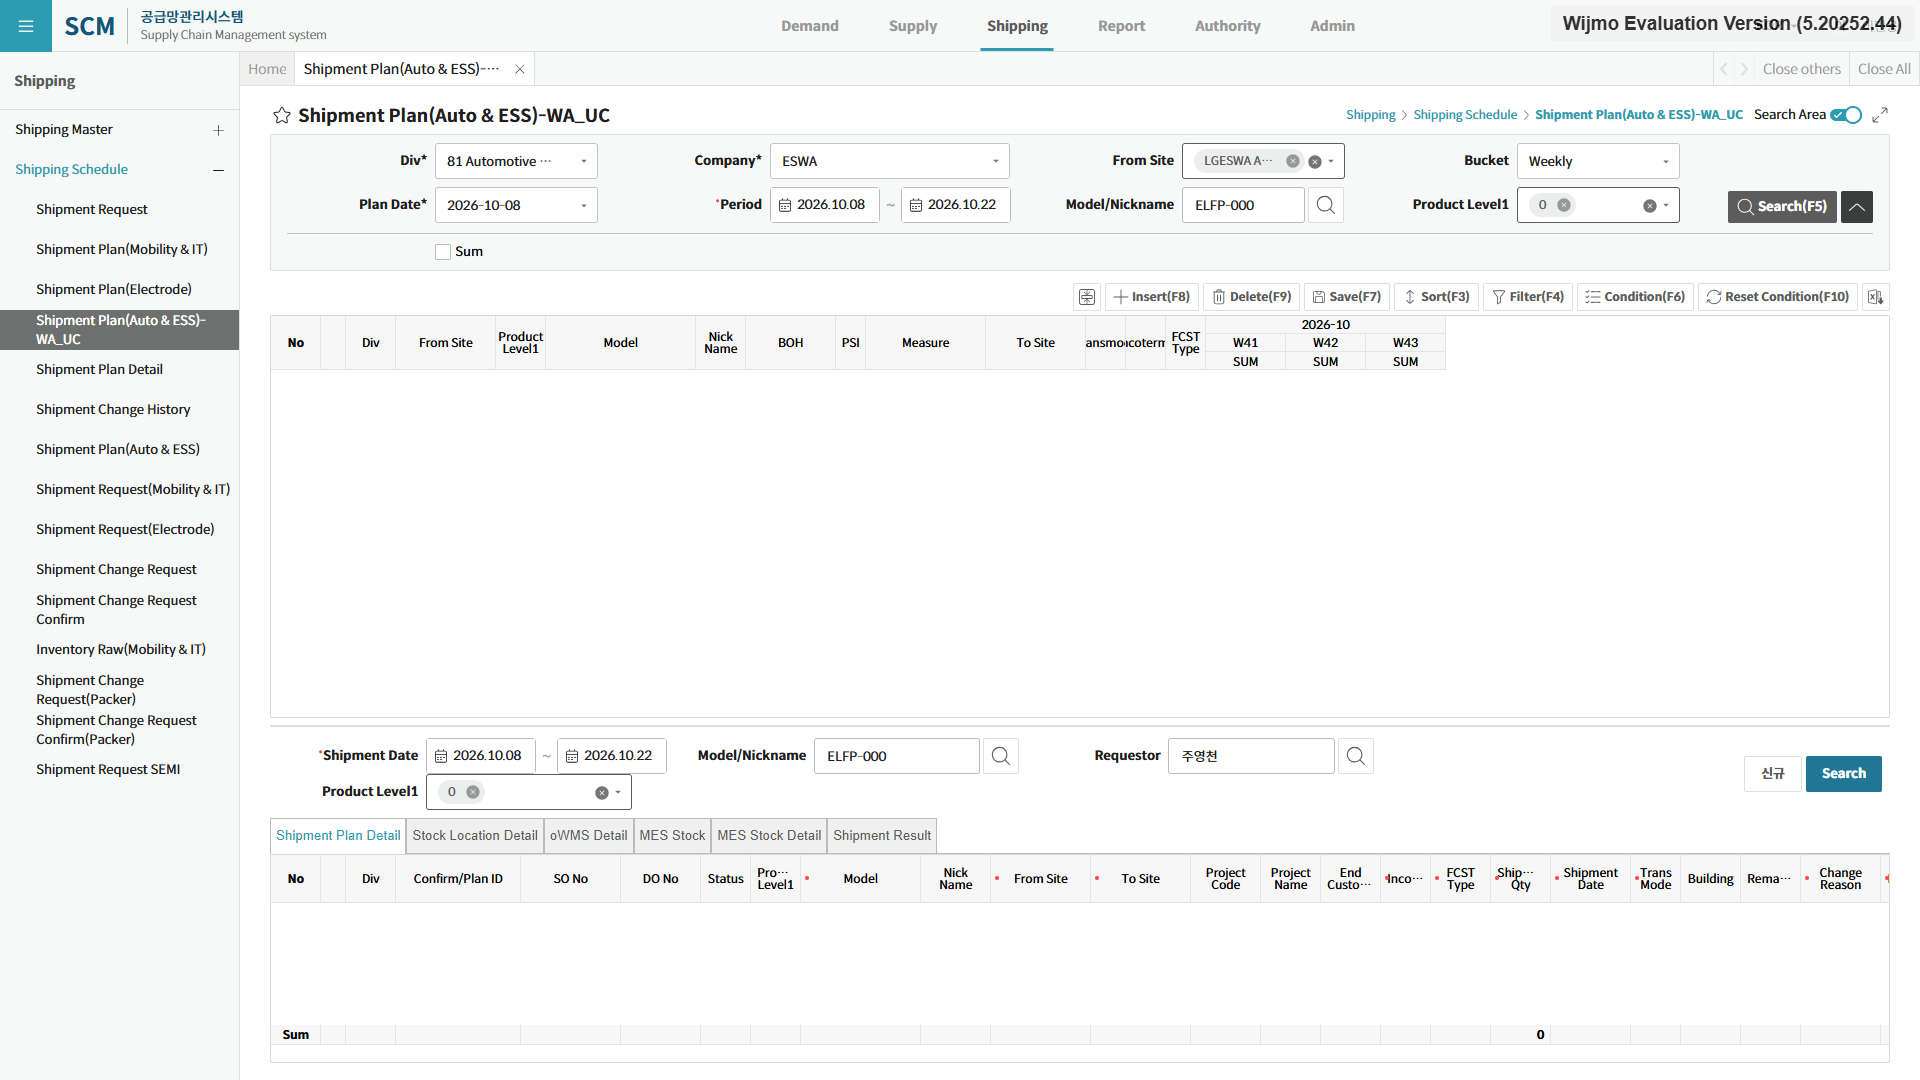 SCM
공급망관리시스템
Supply Chain Management system
Demand
Supply
Shipping
Report
Authority
Admin
Wijmo Evaluation Version (5.20252.44)
Shipping
Home
Shipment Plan(Auto & ESS)-···
Close others
Close All
Shipping Master
Shipping Schedule
Shipment Request
Shipment Plan(Mobility & IT)
Shipment Plan(Electrode)
Shipment Plan(Auto & ESS)-
WA_UC
Shipment Plan Detail
Shipment Change History
Shipment Plan(Auto & ESS)
Shipment Request(Mobility & IT)
Shipment Request(Electrode)
Shipment Change Request
Shipment Change Request
Confirm
Inventory Raw(Mobility & IT)
Shipment Change
Request(Packer)
Shipment Change Request
Confirm(Packer)
Shipment Request SEMI
Shipment Plan(Auto & ESS)-WA_UC
Shipping > Shipping Schedule > Shipment Plan(Auto & ESS)-WA_UC
Search Area
Div* 81 Automotive ···
Company* ESWA
From Site LGESWA A···
Bucket Weekly
Plan Date* 2026-10-08
*Period 2026.10.08 ~ 2026.10.22
Model/Nickname ELFP-000
Product Level1 0
Search(F5)
Sum
Insert(F8)
Delete(F9)
Save(F7)
Sort(F3)
Filter(F4)
Condition(F6)
Reset Condition(F10)
No
Div
From Site
Product
Level1
Model
Nick
Name
BOH
PSI
Measure
To Site
ansmo
coterm
FCST
Type
2026-10
W41 W42 W43
SUM SUM SUM
*Shipment Date 2026.10.08 ~ 2026.10.22
Model/Nickname ELFP-000
Requestor 주영천
Product Level1 0
신규
Search
Shipment Plan Detail
Stock Location Detail
oWMS Detail
MES Stock
MES Stock Detail
Shipment Result
No
Div
Confirm/Plan ID
SO No
DO No
Status
Pro···
Level1
Model
Nick
Name
From Site
To Site
Project
Code
Project
Name
End
Custo···
Inco···
FCST
Type
Ship···
Qty
Shipment
Date
Trans
Mode
Building
Rema···
Change
Reason
Sum
0